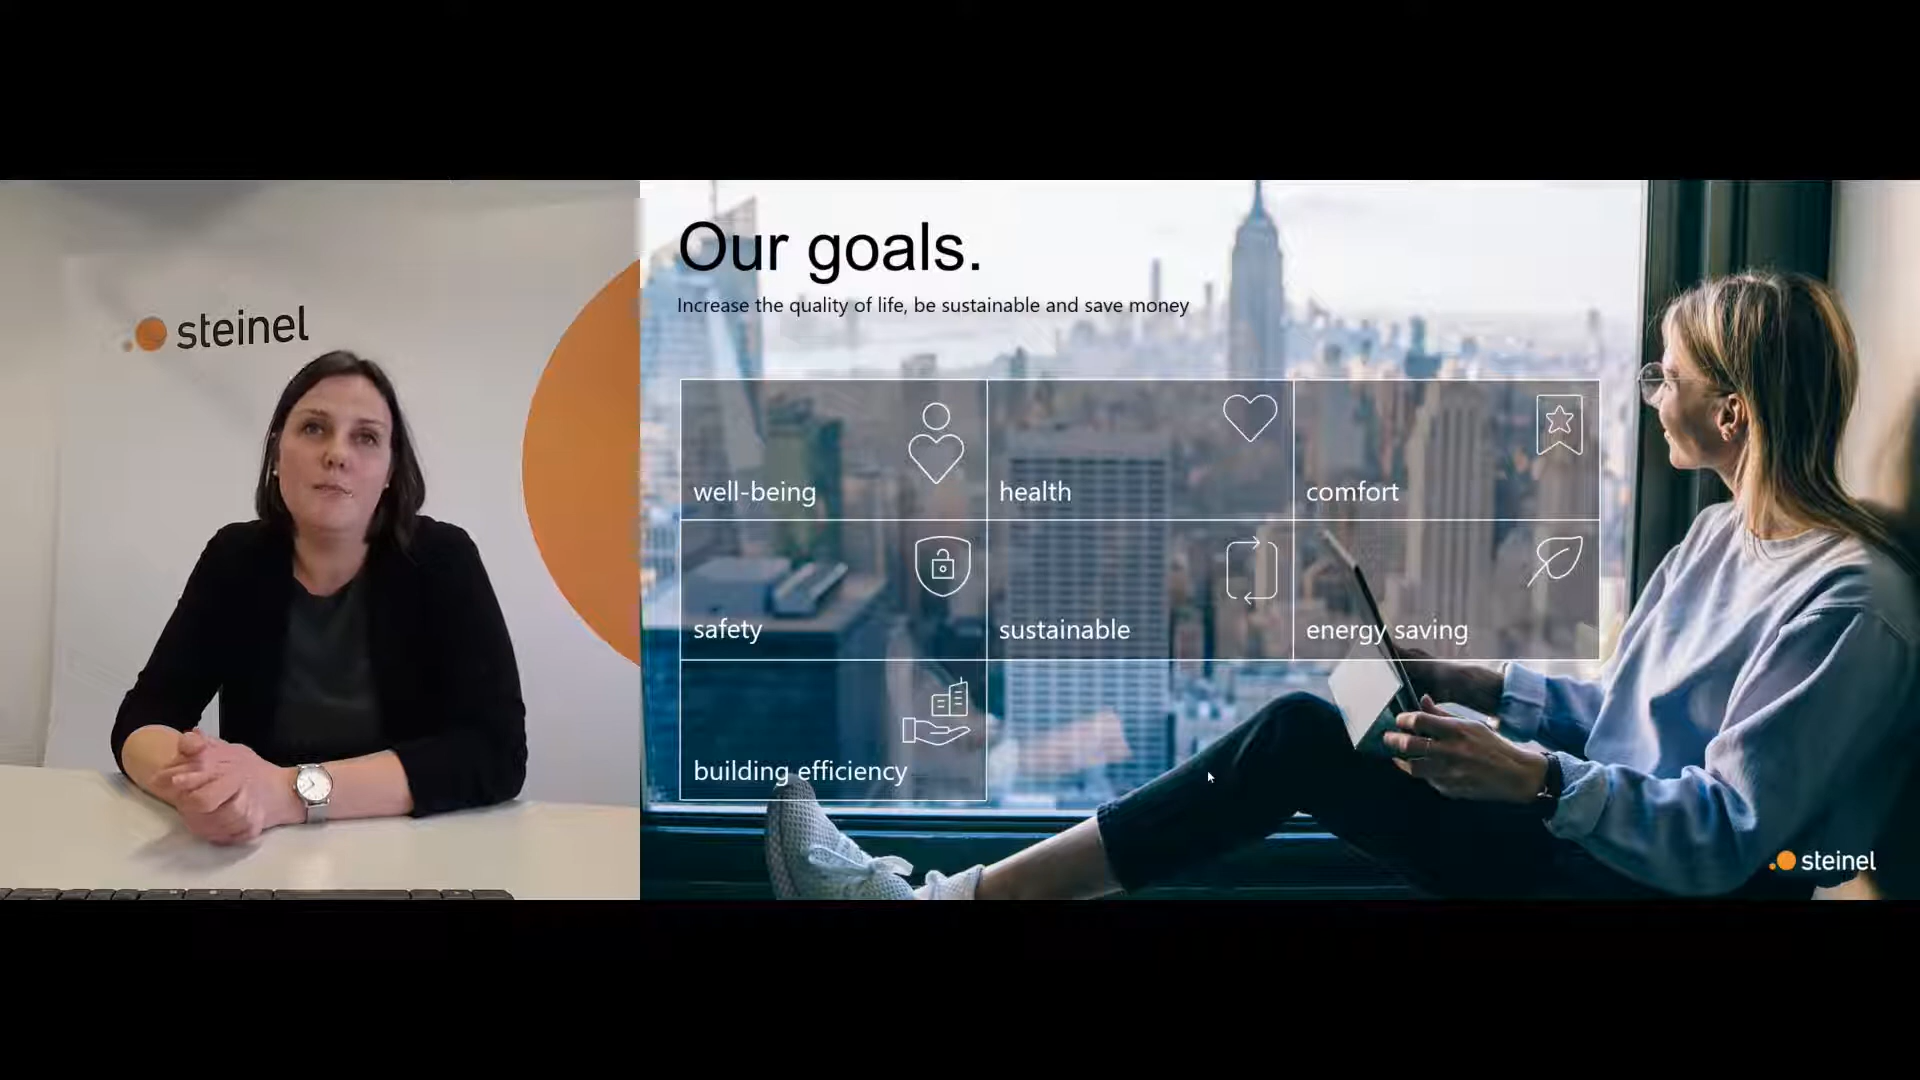 steinel
Our goals.
Increase the quality of life, be sustainable and save money
well-being
health
comfort
safety
sustainable
energy saving
building efficiency
steinel